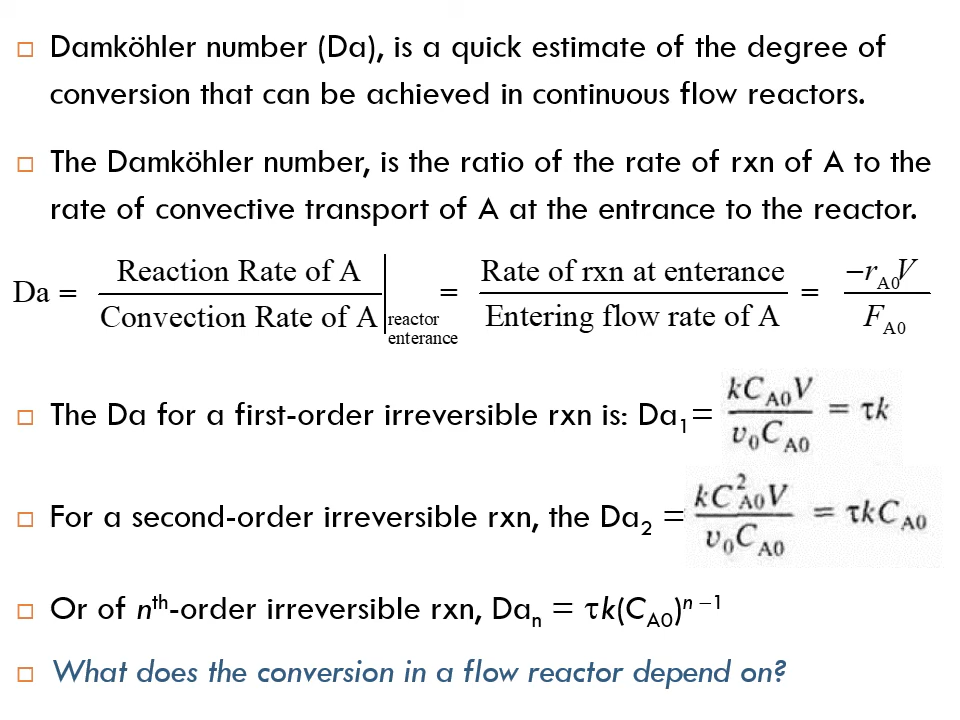 □ Damköhler number (Da), is a quick estimate of the degree of
conversion that can be achieved in continuous flow reactors.
□ The Damköhler number, is the ratio of the rate of rxn of A to the
rate of convective transport of A at the entrance to the reactor.
Da = Reaction Rate of A / Convection Rate of A | reactor enterance = Rate of rxn at enterance / Entering flow rate of A = −r_A0 V / F_A0
□ The Da for a first-order irreversible rxn is: Da₁ = kC_A0 V / υ₀C_A0 = τk
□ For a second-order irreversible rxn, the Da₂ = kC²_A0 V / υ₀C_A0 = τkC_A0
□ Or of nᵗʰ-order irreversible rxn, Daₙ = τk(C_A0)ⁿ ⁻¹
□ What does the conversion in a flow reactor depend on?